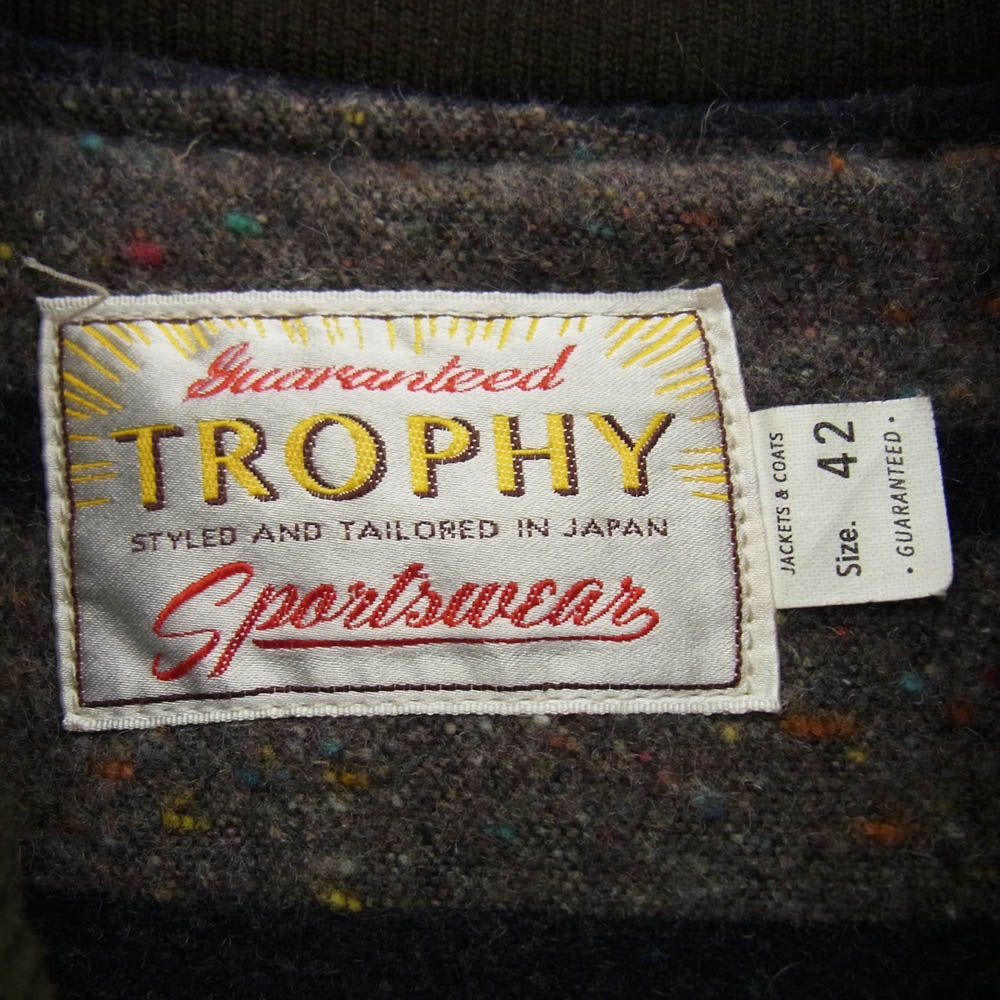 Guaranteed
TROPHY
STYLED AND TAILORED IN JAPAN
Sportswear
JACKETS & COATS
Size. 42
• GUARANTEED •